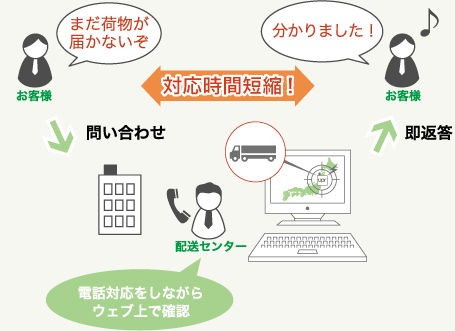 まだ荷物が
届かないぞ
分かりました！
お客様
対応時間短縮！
お客様
問い合わせ
即返答
配送センター
電話対応をしながら
ウェブ上で確認